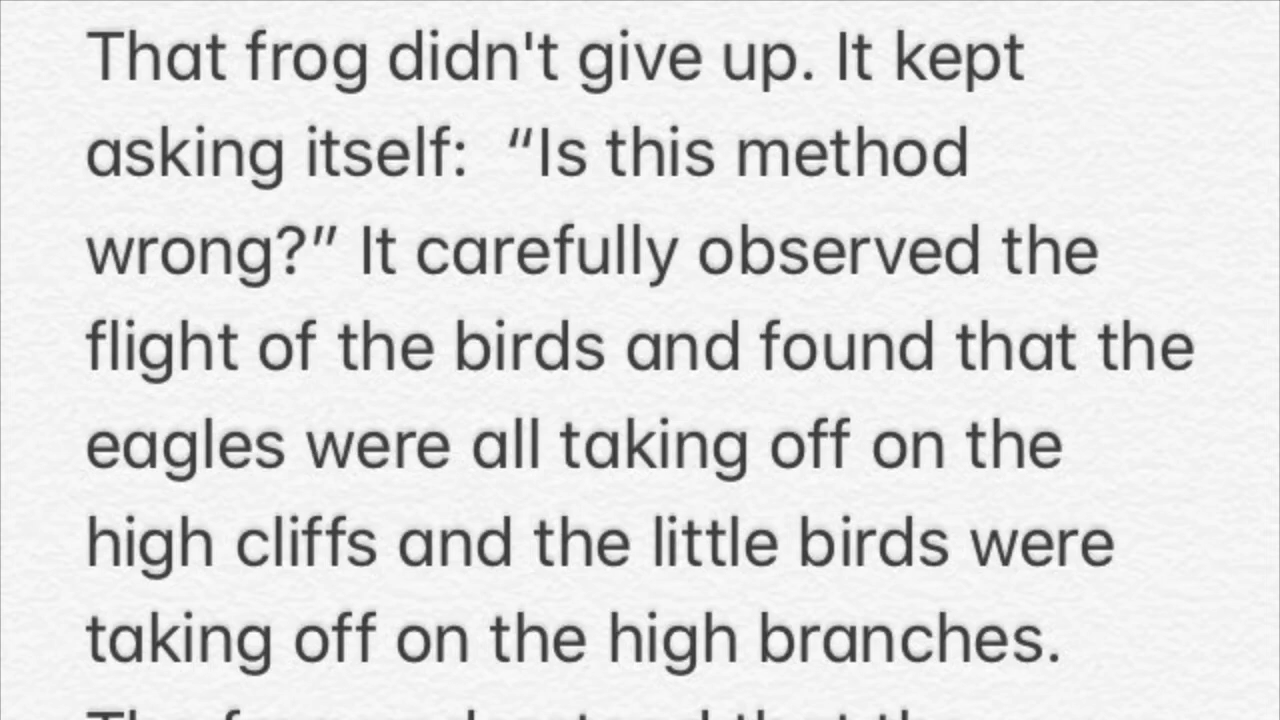 That frog didn't give up. It kept
asking itself:  “Is this method
wrong?” It carefully observed the
flight of the birds and found that the
eagles were all taking off on the
high cliffs and the little birds were
taking off on the high branches.